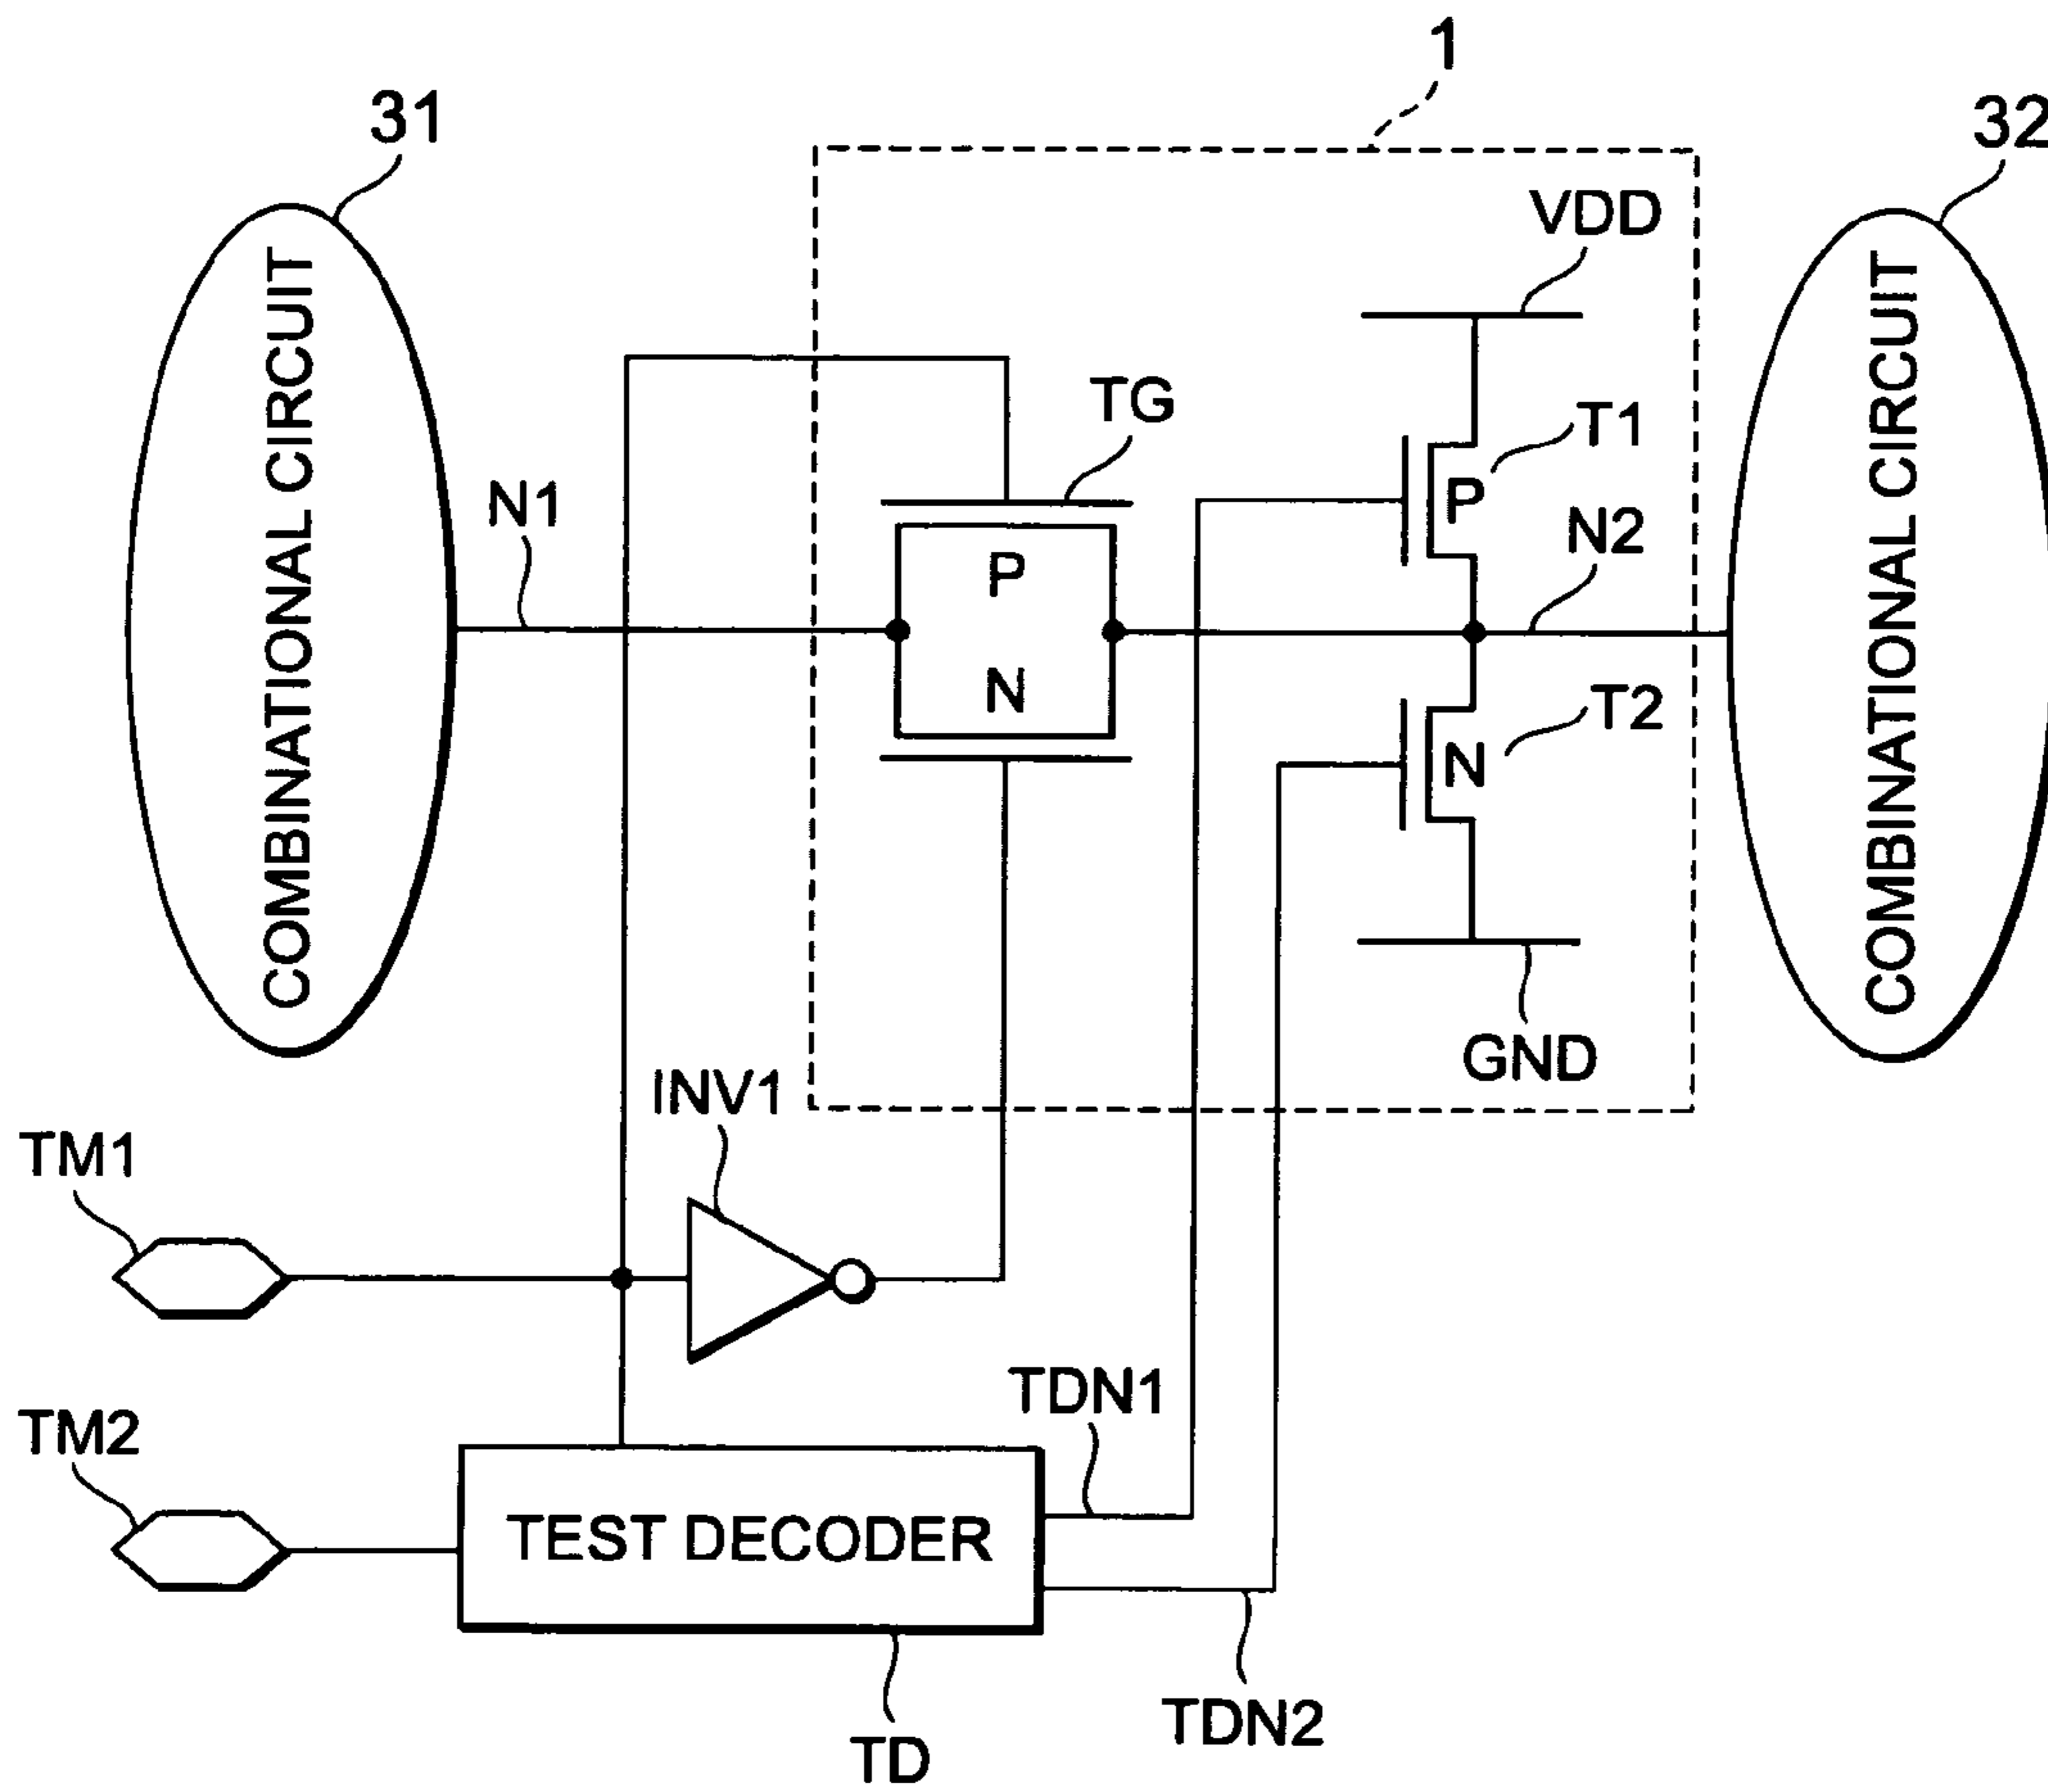 1
31
32
VDD
COMBINATIONAL CIRCUIT
COMBINATIONAL CIRCUIT
TG
T1
N1
P
N2
P
N
T2
N
GND
INV1
TM1
TDN1
TM2
TEST DECODER
TDN2
TD